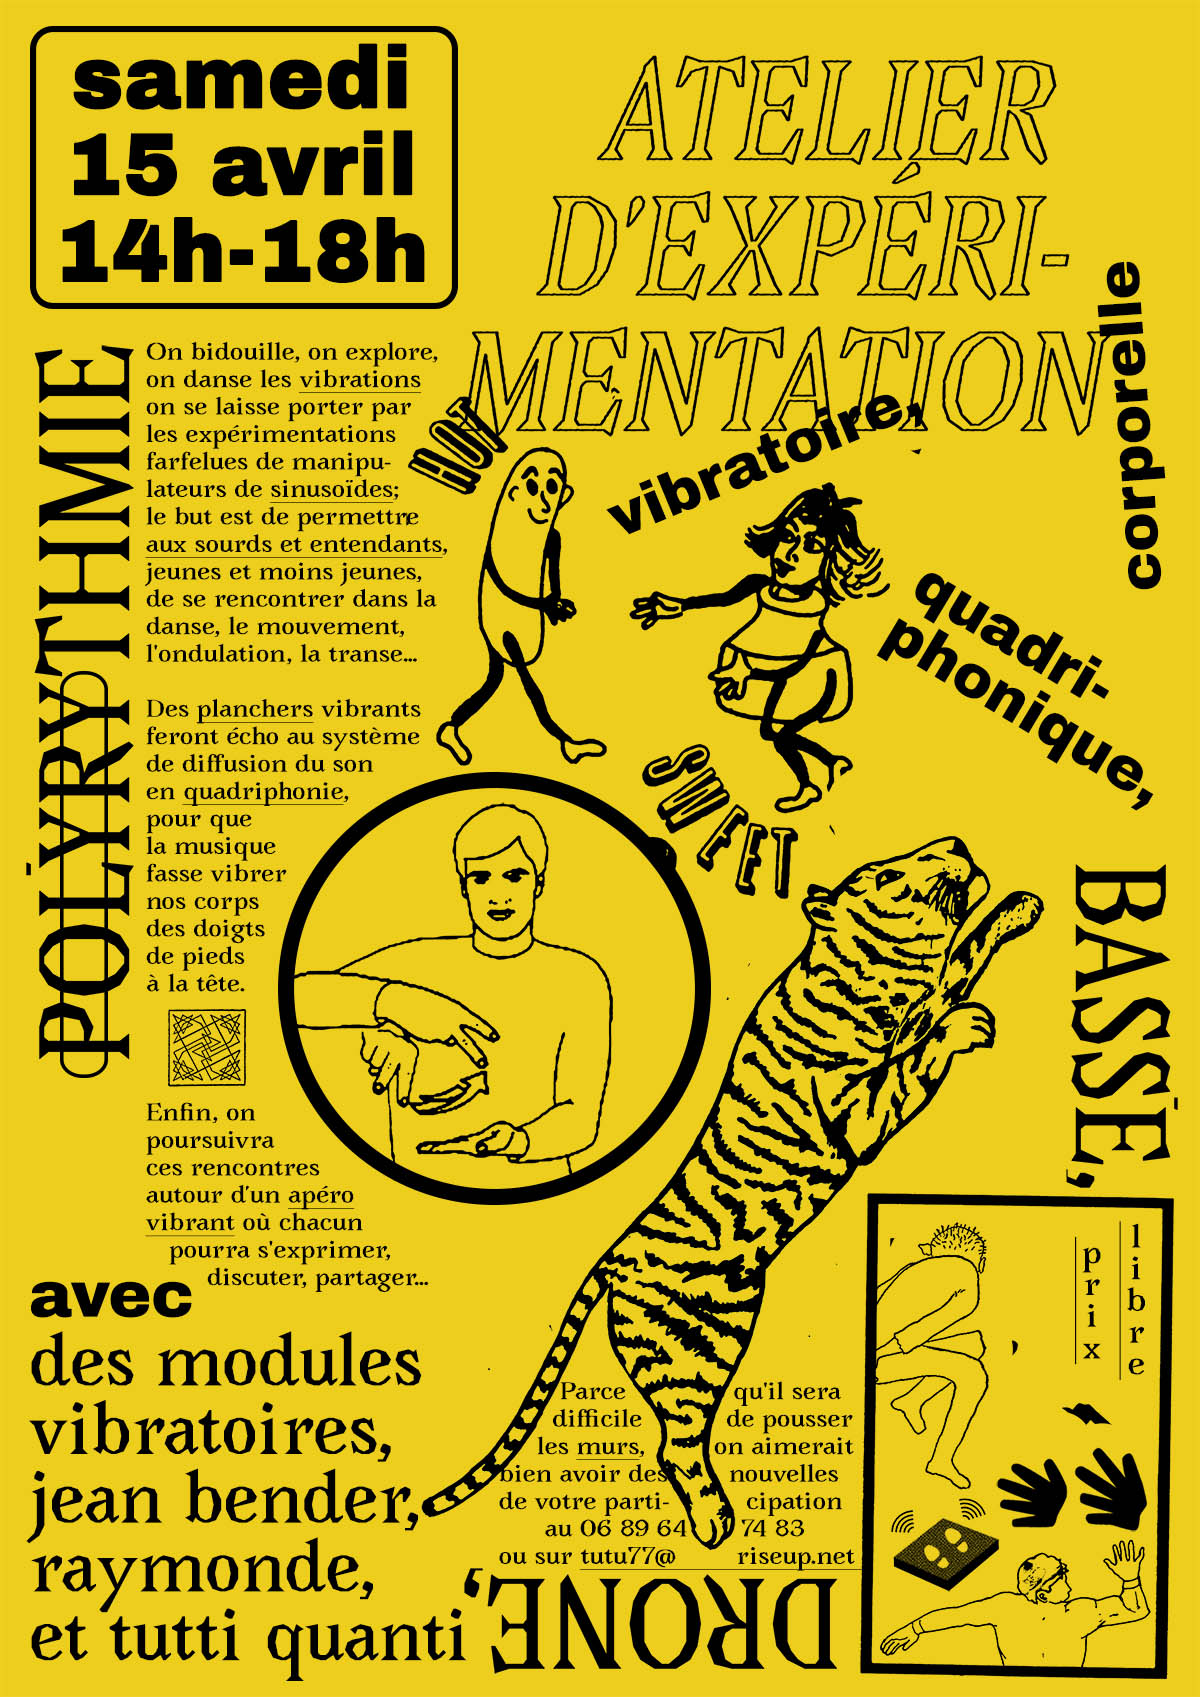 samedi
15 avril
14h-18h
ATELIER
D'EXPÉRI-
MENTATION
corporelle
vibratoire,
quadri-
phonique,
HOT
SWEET
POLYRYTHMIE
On bidouille, on explore,
on danse les vibrations
on se laisse porter par
les expérimentations
farfelues de manipu-
lateurs de sinusoïdes;
le but est de permettre
aux sourds et entendants,
jeunes et moins jeunes,
de se rencontrer dans la
danse, le mouvement,
l'ondulation, la transe...
Des planchers vibrants
feront écho au système
de diffusion du son
en quadriphonie,
pour que
la musique
fasse vibrer
nos corps
des doigts
de pieds
à la tête.
Enfin, on
poursuivra
ces rencontres
autour d'un apéro
vibrant où chacun
pourra s'exprimer,
discuter, partager...
BASSE,
avec
des modules
vibratoires,
jean bender,
raymonde,
et tutti quanti
Parce qu'il sera
difficile de pousser
les murs, on aimerait
bien avoir des nouvelles
de votre parti- cipation
au 06 89 64 74 83
ou sur tutu77@ riseup.net
DRONE,
prix
libre